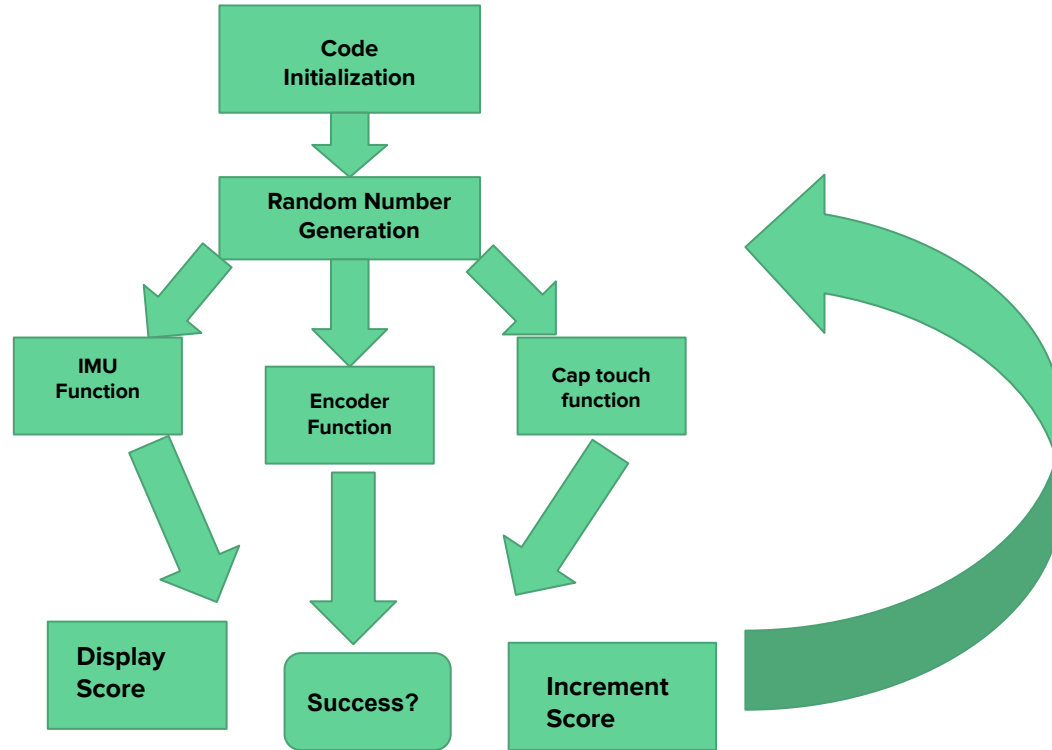 Code
Initialization
Random Number
Generation
IMU
Function
Encoder
Function
Cap touch
function
Display
Score
Success?
Increment
Score